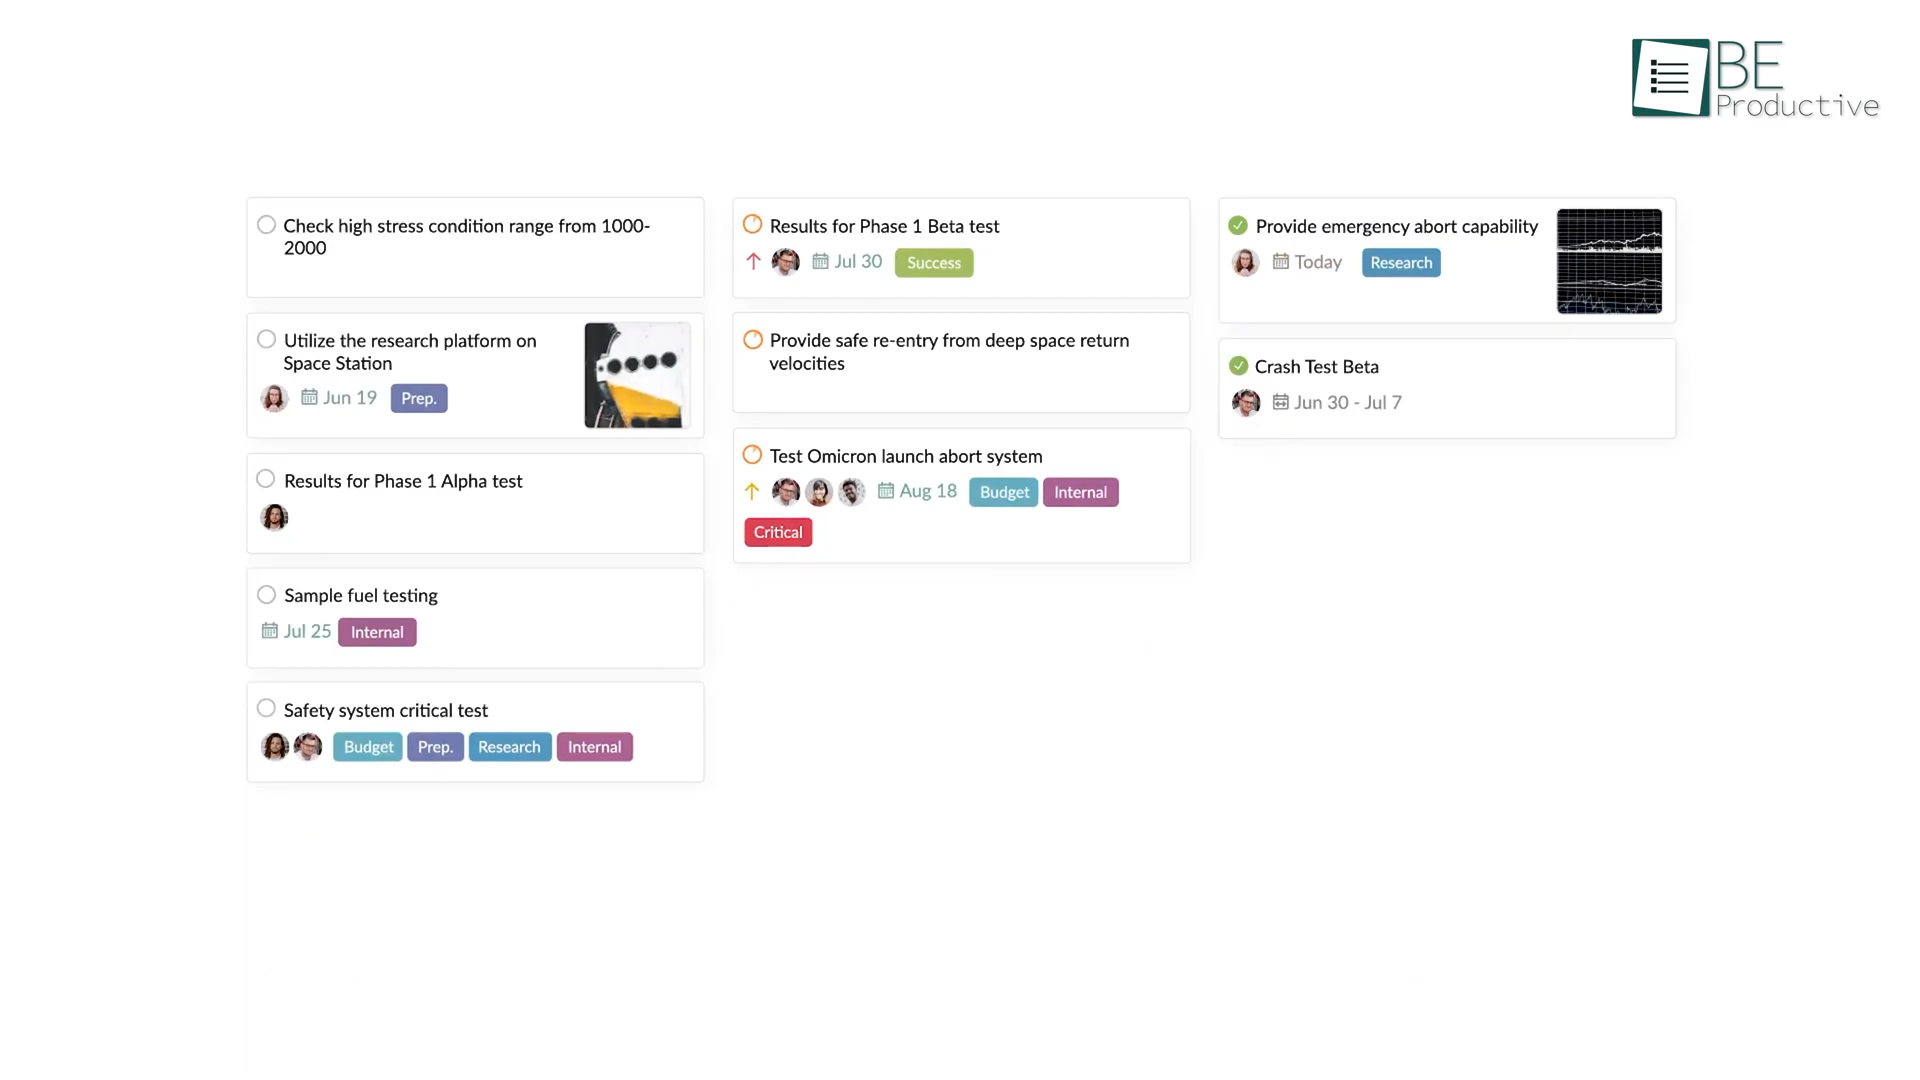 BE
Productive
Check high stress condition range from 1000-
2000
Utilize the research platform on
Space Station
Jun 19 Prep.
Results for Phase 1 Alpha test
Sample fuel testing
Jul 25 Internal
Safety system critical test
Budget Prep. Research Internal
Results for Phase 1 Beta test
Jul 30 Success
Provide safe re-entry from deep space return
velocities
Test Omicron launch abort system
Aug 18 Budget Internal
Critical
Provide emergency abort capability
Today Research
Crash Test Beta
Jun 30 - Jul 7